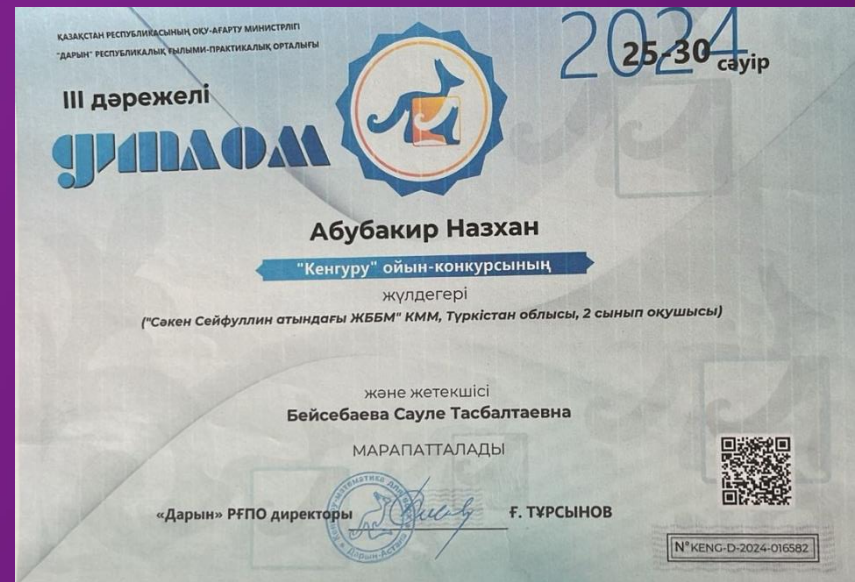 ҚАЗАҚСТАН РЕСПУБЛИКАСЫНЫҢ ОҚУ-АҒАРТУ МИНИСТРЛІГІ
"ДАРЫН" РЕСПУБЛИКАЛЫҚ ҒЫЛЫМИ-ПРАКТИКАЛЫҚ ОРТАЛЫҒЫ
2024
25-30 сәуір
III дәрежелі
ДИПЛОМ
Абубакир Назхан
"Кенгуру" ойын-конкурсының
жүлдегері
("Сәкен Сейфуллин атындағы ЖББМ" КММ, Түркістан облысы, 2 сынып оқушысы)
және жетекшісі
Бейсебаева Сауле Тасбалтаевна
МАРАПАТТАЛАДЫ
«Дарын» РҒПО директоры Ғ. ТҰРСЫНОВ
N°KENG-D-2024-016582